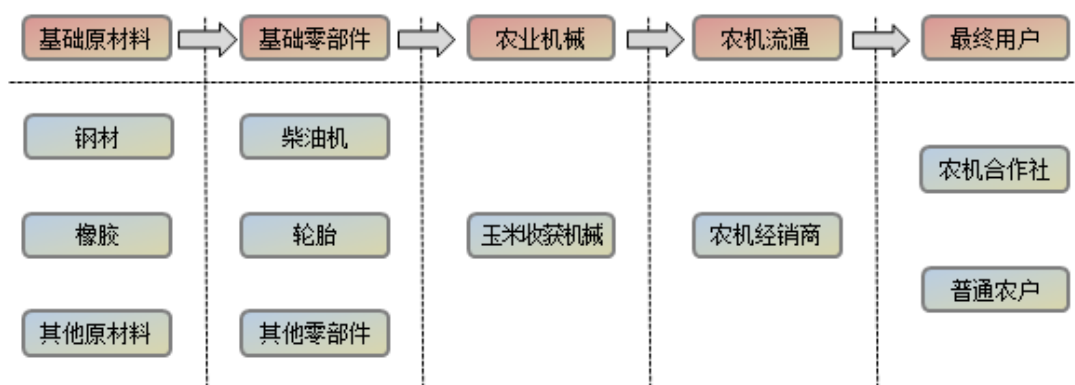 基础原材料
基础零部件
农业机械
农机流通
最终用户
钢材
柴油机
农机合作社
橡胶
轮胎
玉米收获机械
农机经销商
普通农户
其他原材料
其他零部件